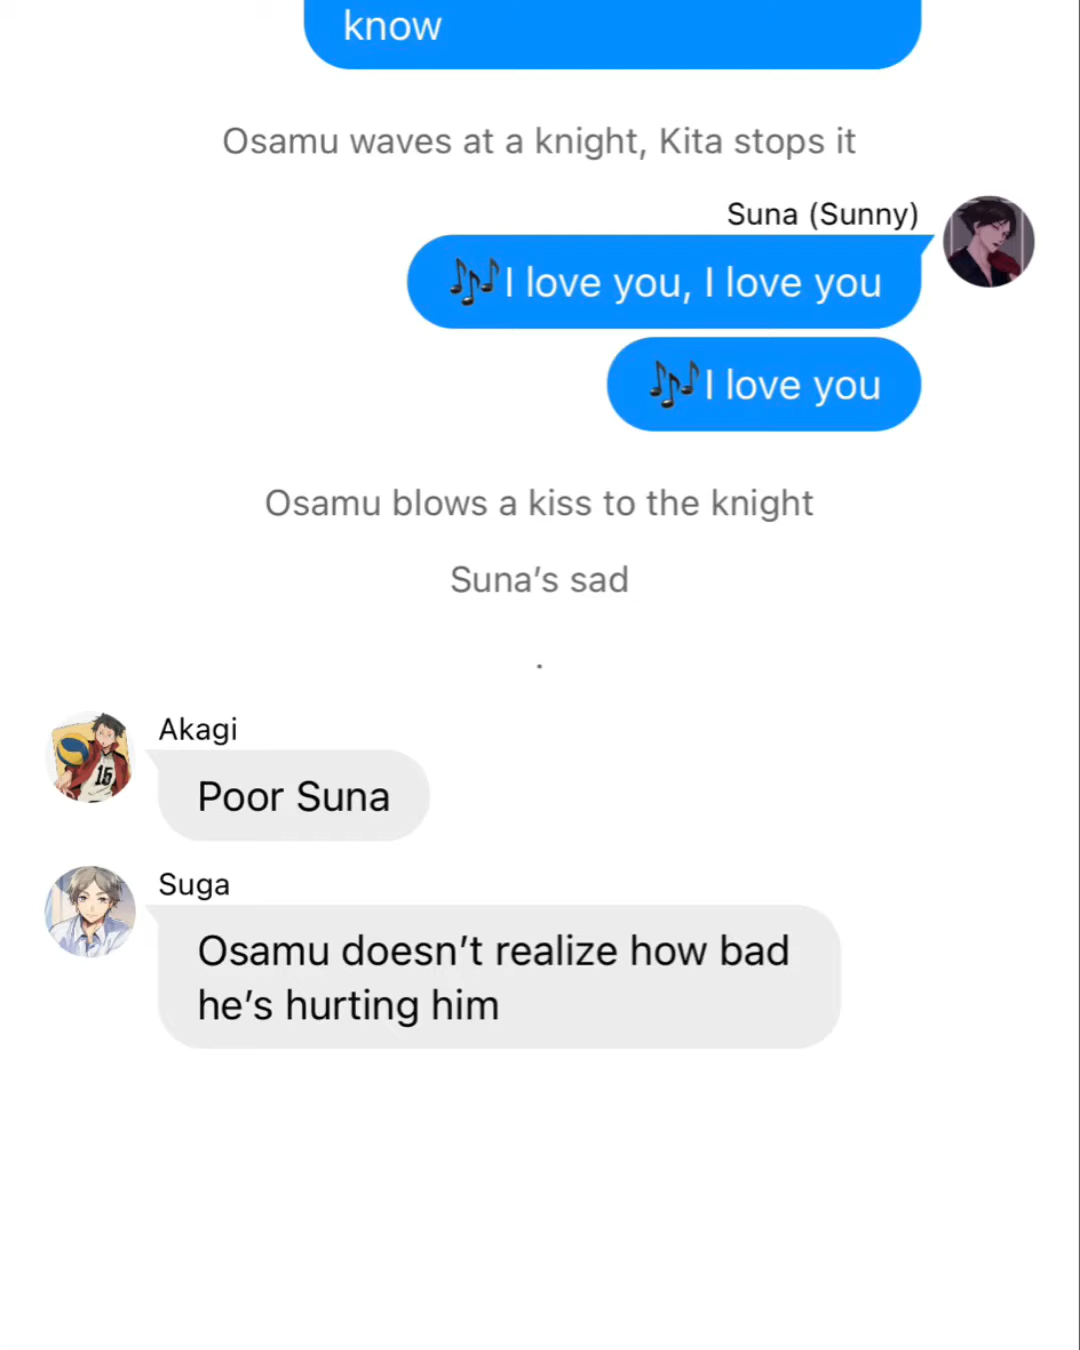 know
Osamu waves at a knight, Kita stops it
Suna (Sunny)
🎶I love you, I love you
🎶I love you
Osamu blows a kiss to the knight
Suna’s sad
.
Akagi
15
Poor Suna
Suga
Osamu doesn’t realize how bad
he’s hurting him